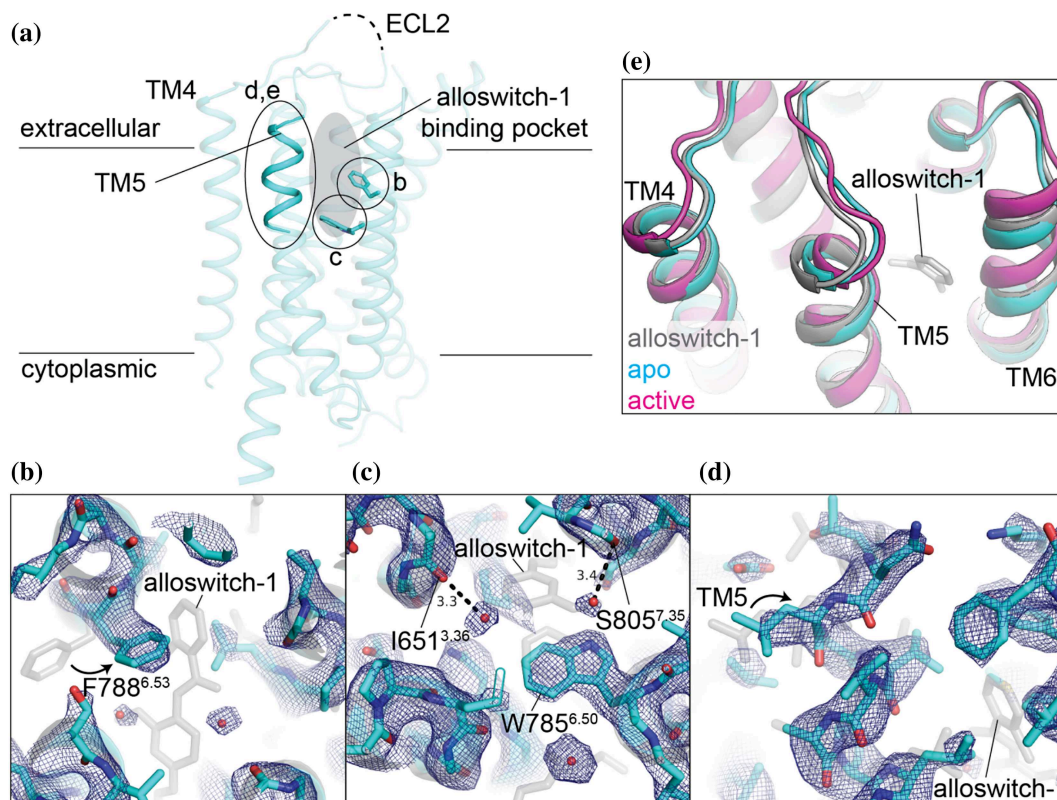 (a)
ECL2
TM4
d,e
extracellular
alloswitch-1
binding pocket
TM5
b
c
cytoplasmic
(e)
TM4
alloswitch-1
TM5
alloswitch-1
apo
active
TM6
(b)
alloswitch-1
F788^6.53
(c)
alloswitch-1
3.3
3.4
I651^3.36
S805^7.35
W785^6.50
(d)
TM5
alloswitch-